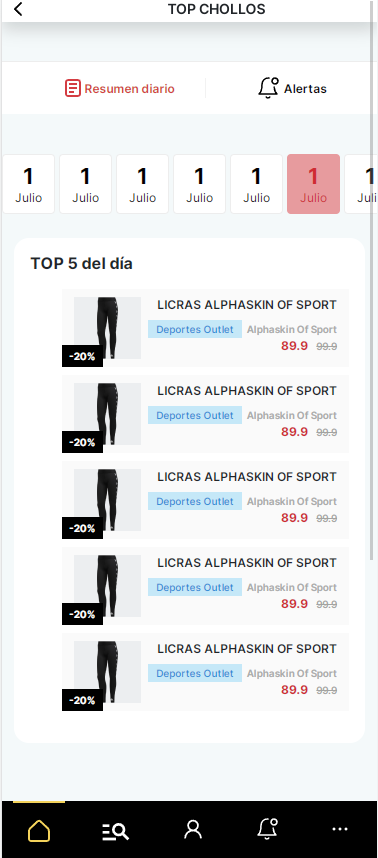 TOP CHOLLOS
Resumen diario
Alertas
1 1 1 1 1 1 1
Julio Julio Julio Julio Julio Julio Juli
TOP 5 del día
LICRAS ALPHASKIN OF SPORT
Deportes Outlet Alphaskin Of Sport
-20% 89.9 99.9
LICRAS ALPHASKIN OF SPORT
Deportes Outlet Alphaskin Of Sport
-20% 89.9 99.9
LICRAS ALPHASKIN OF SPORT
Deportes Outlet Alphaskin Of Sport
-20% 89.9 99.9
LICRAS ALPHASKIN OF SPORT
Deportes Outlet Alphaskin Of Sport
-20% 89.9 99.9
LICRAS ALPHASKIN OF SPORT
Deportes Outlet Alphaskin Of Sport
-20% 89.9 99.9